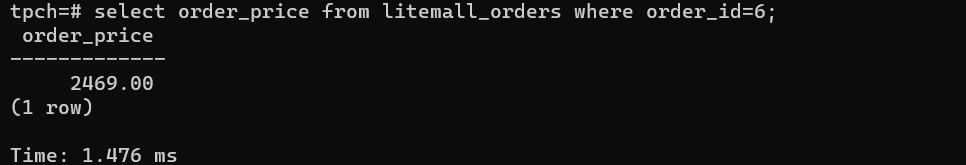 tpch=# select order_price from litemall_orders where order_id=6;
 order_price
-------------
     2469.00
(1 row)

Time: 1.476 ms